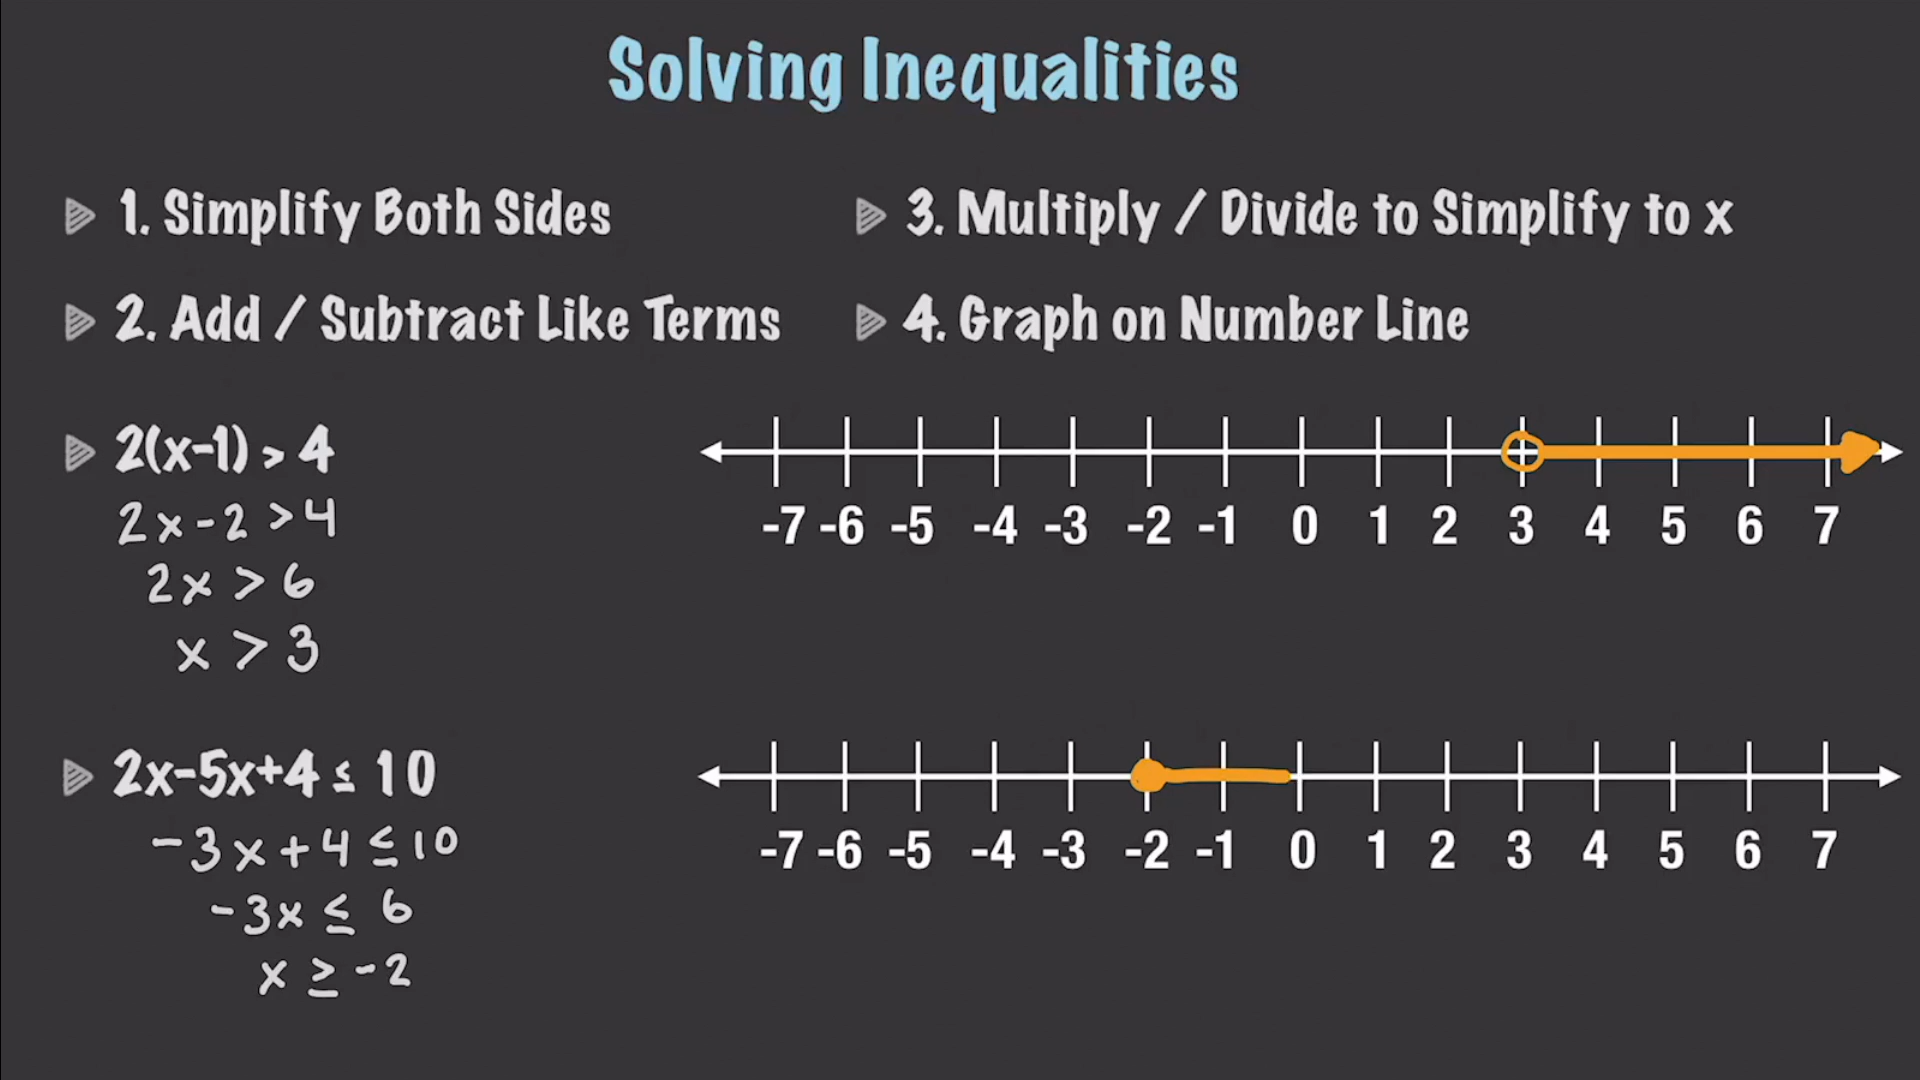 Solving Inequalities
1. Simplify Both Sides
2. Add / Subtract Like Terms
3. Multiply / Divide to Simplify to x
4. Graph on Number Line
2(x-1) > 4
2x-2 >4
2x > 6
x > 3
-7 -6 -5 -4 -3 -2 -1 0 1 2 3 4 5 6 7
2x-5x+4 ≤ 10
-3x+4 ≤ 10
-3x ≤ 6
x ≥ -2
-7 -6 -5 -4 -3 -2 -1 0 1 2 3 4 5 6 7